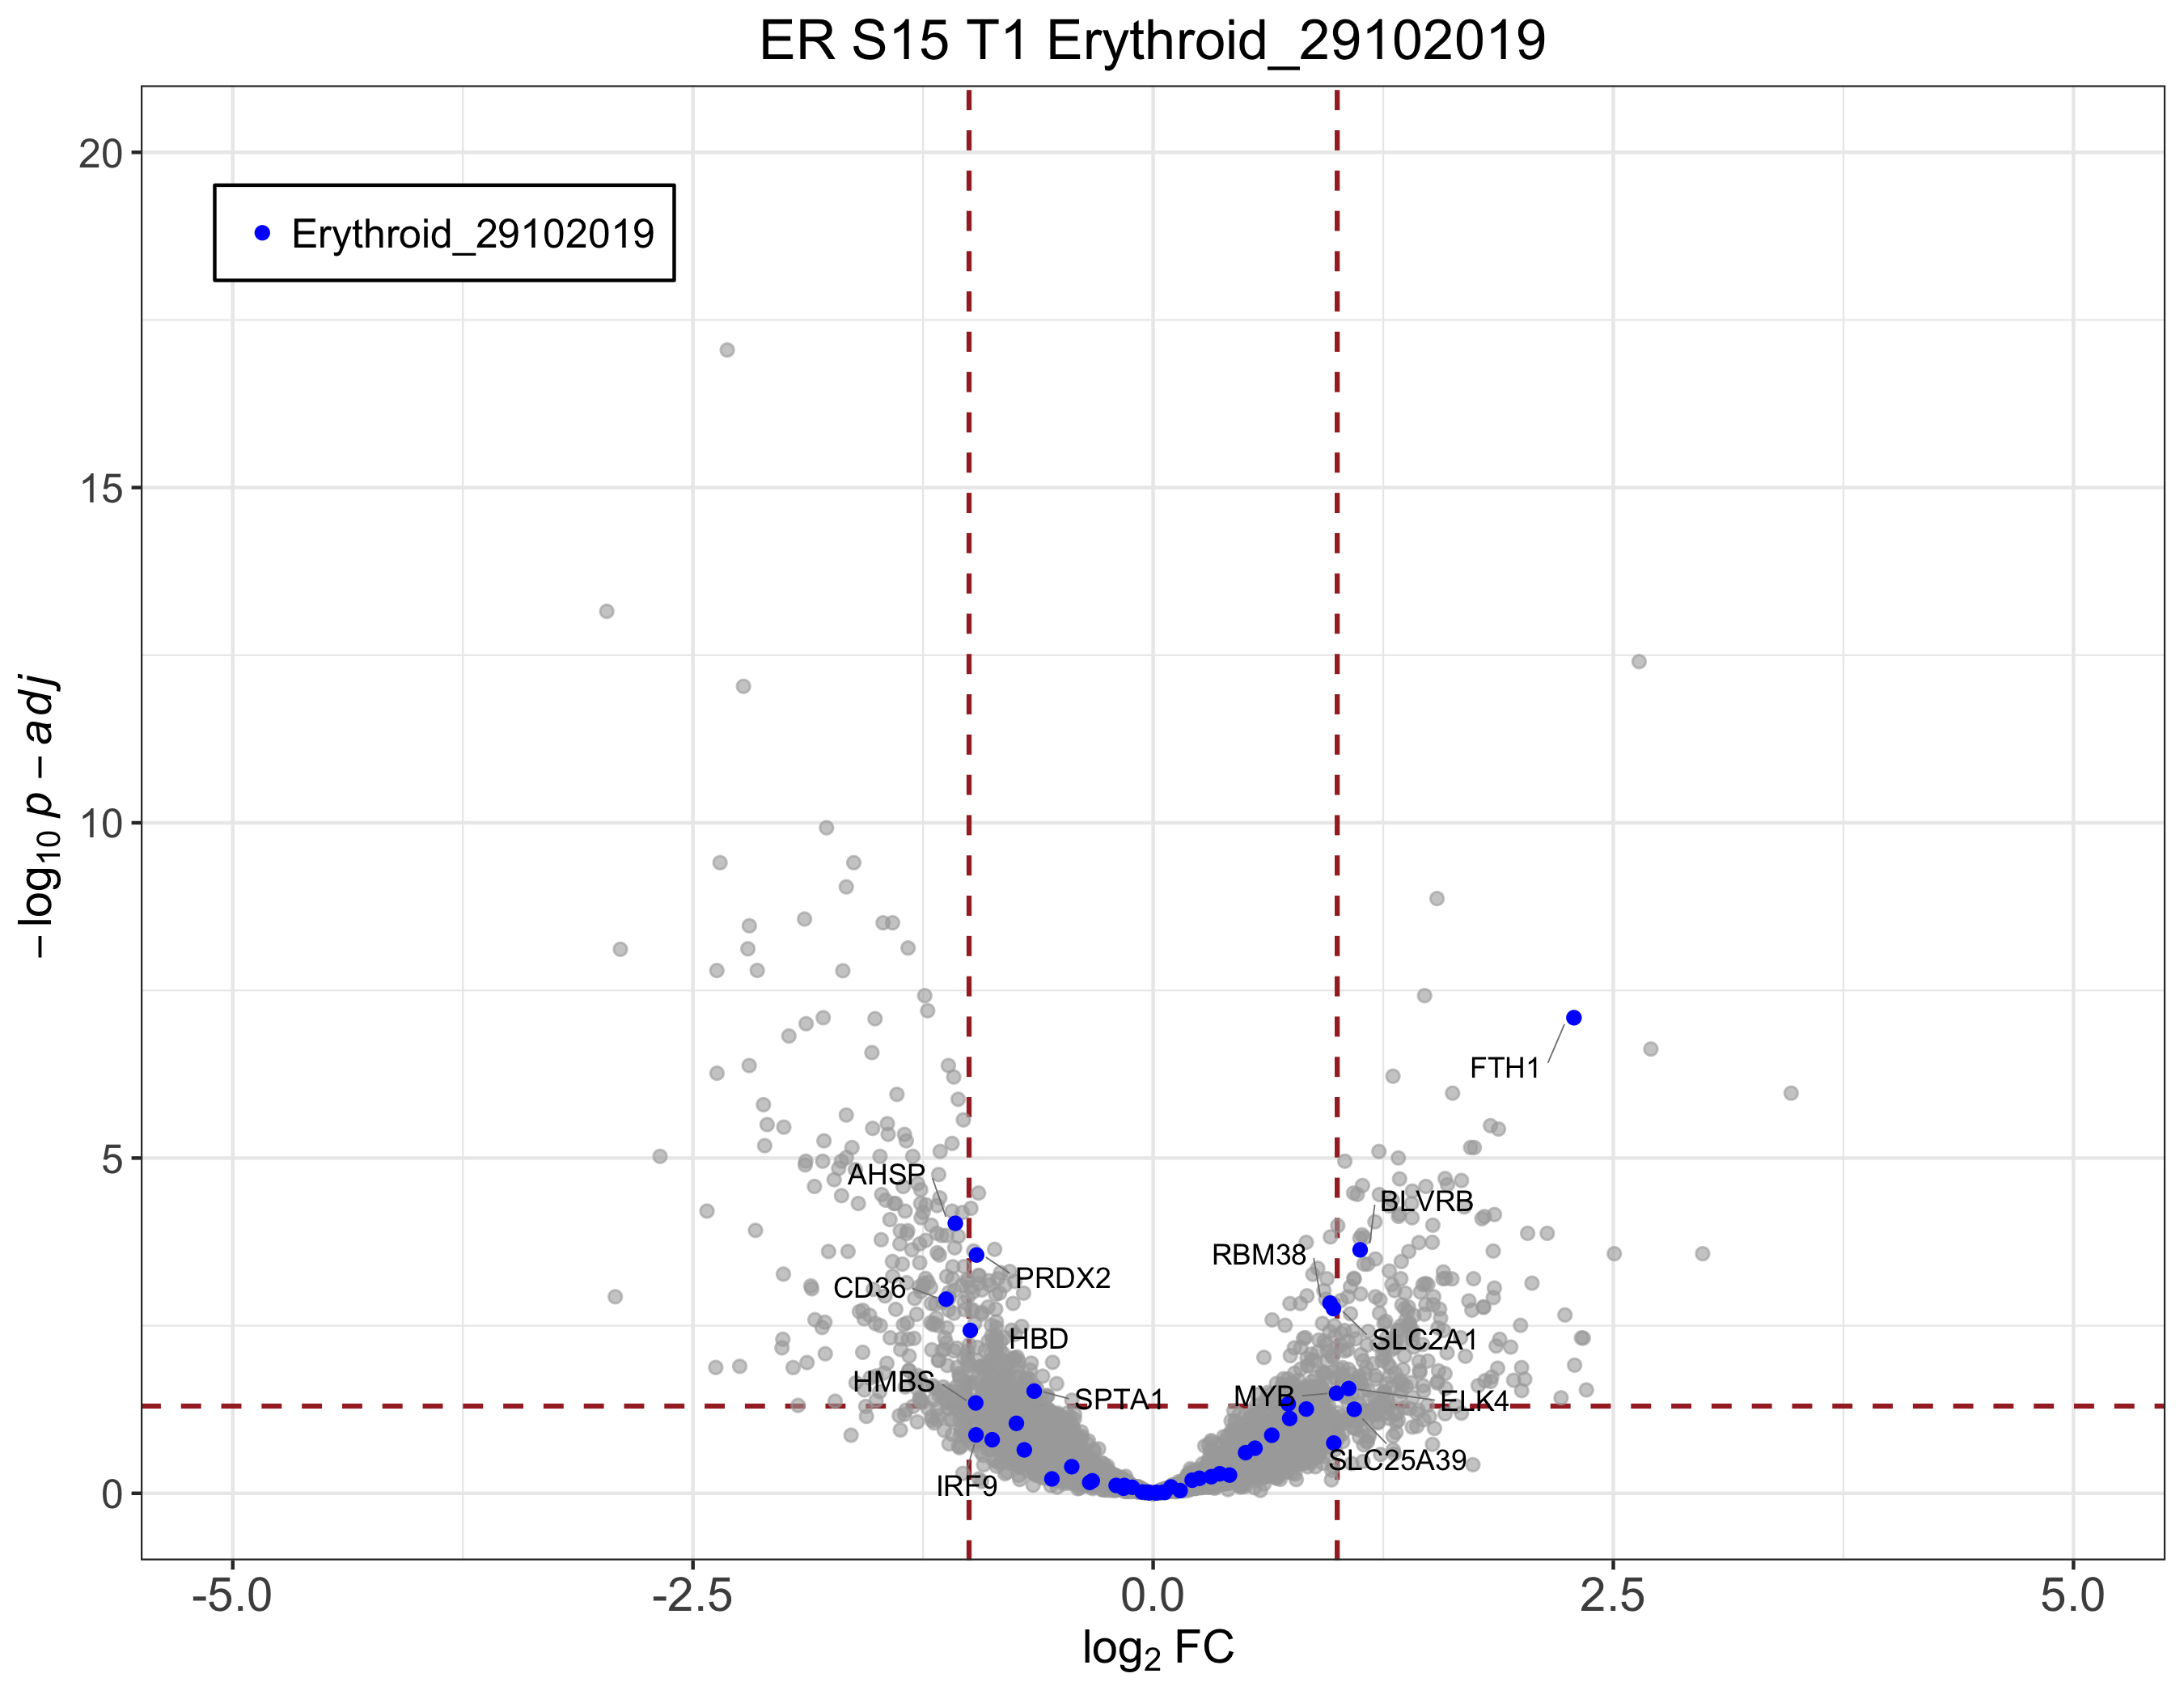 ER S15 T1 Erythroid_29102019
20
Erythroid_29102019
15
10
FTH1
5
AHSP
BLVRB
RBM38
PRDX2
CD36
HBD
SLC2A1
HMBS
SPTA1
MYB
ELK4
SLC25A39
IRF9
0
-5.0 -2.5 0.0 2.5 5.0
log₂ FC
−log₁₀ p − adj